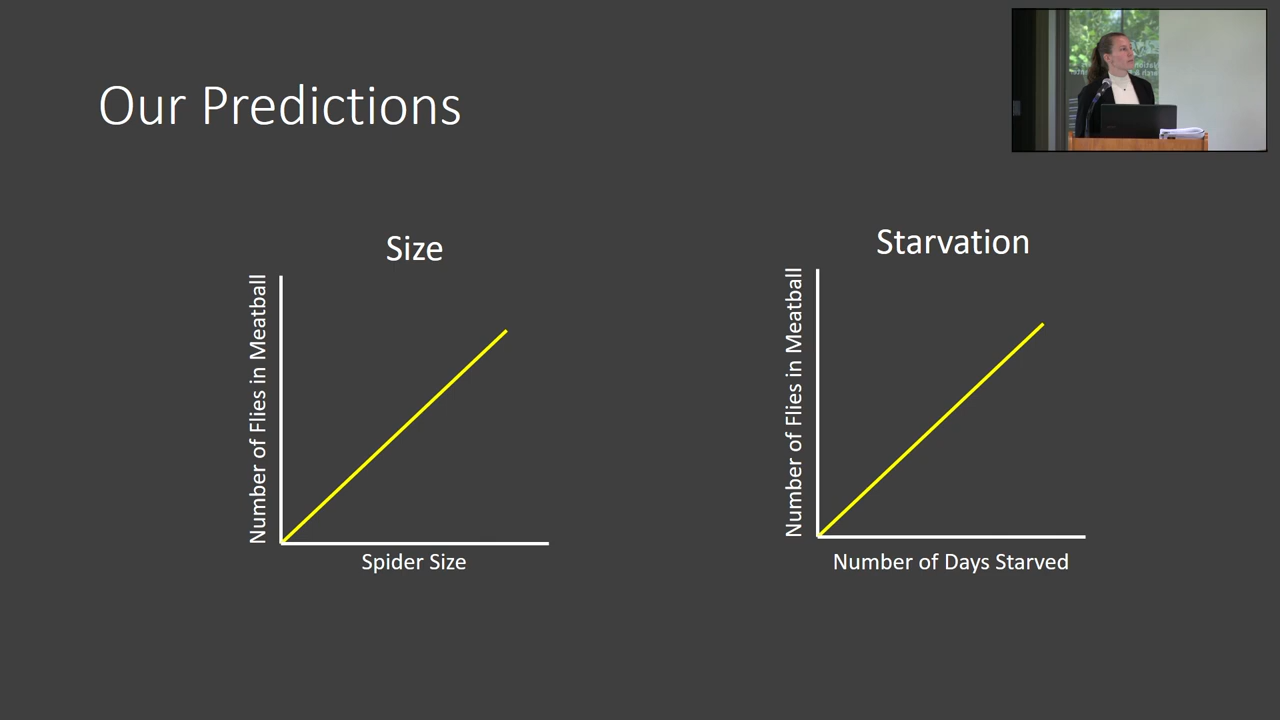 Our Predictions
Size
Number of Flies in Meatball
Spider Size
Starvation
Number of Flies in Meatball
Number of Days Starved